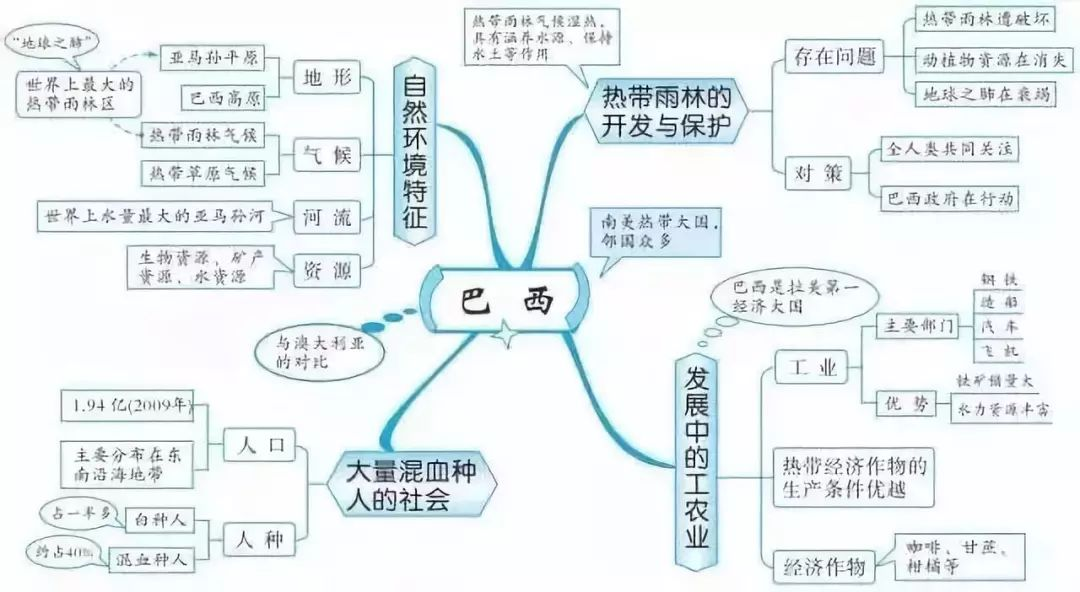 巴 西
南美热带大国，
邻国众多
与澳大利亚
的对比
自然环境特征
地 形
亚马孙平原
巴西高原
“地球之肺”
世界上最大的
热带雨林区
气 候
热带雨林气候
热带草原气候
河 流
世界上水量最大的亚马孙河
资 源
生物资源、矿产
资源、水资源
热带雨林的
开发与保护
热带雨林气候湿热，
具有涵养水源、保持
水土等作用
存在问题
热带雨林遭破坏
动植物资源在消失
地球之肺在衰竭
对 策
全人类共同关注
巴西政府在行动
大量混血种
人的社会
人 口
1.94 亿(2009年)
主要分布在东
南沿海地带
人 种
白种人
占一半多
混血种人
约占40%
发展中的工农业
巴西是拉美第一
经济大国
工 业
主要部门
钢 铁
造 船
汽 车
飞 机
优 势
铁矿储量大
水力资源丰富
热带经济作物的
生产条件优越
经济作物
咖啡、甘蔗、
柑橘等